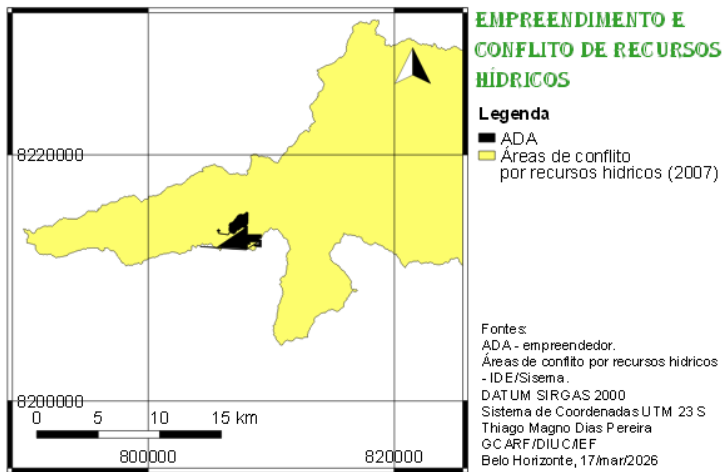 EMPREENDIMENTO E
CONFLITO DE RECURSOS
HÍDRICOS
Legenda
ADA
Áreas de conflito
por recursos hidricos (2007)
8220000
8200000
0 5 10 15 km
800000 820000
Fontes:
ADA - empreendedor.
Áreas de conflito por recursos hidricos
- IDE/Sisema.
DATUM SIRGAS 2000
Sistema de Coordenadas UTM 23 S
Thiago Magno Dias Pereira
GCARF/DIUC/IEF
Belo Horizonte, 17/mar/2026